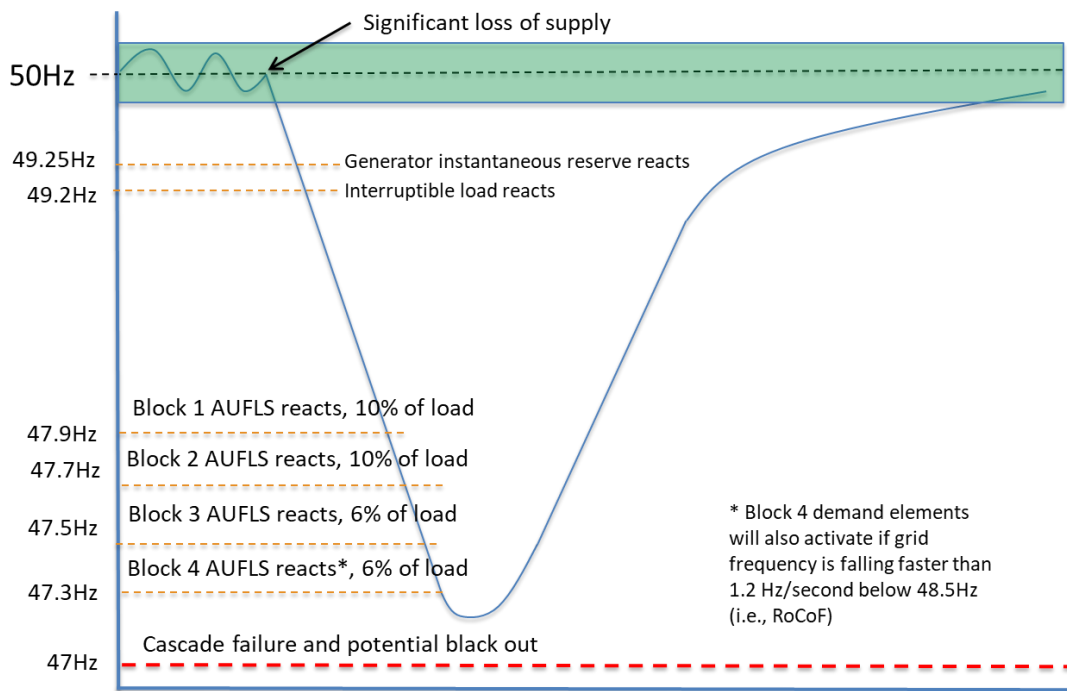 Significant loss of supply
50Hz
49.25Hz
Generator instantaneous reserve reacts
49.2Hz
Interruptible load reacts
Block 1 AUFLS reacts, 10% of load
47.9Hz
Block 2 AUFLS reacts, 10% of load
47.7Hz
Block 3 AUFLS reacts, 6% of load
47.5Hz
Block 4 AUFLS reacts*, 6% of load
47.3Hz
* Block 4 demand elements
will also activate if grid
frequency is falling faster than
1.2 Hz/second below 48.5Hz
(i.e., RoCoF)
Cascade failure and potential black out
47Hz